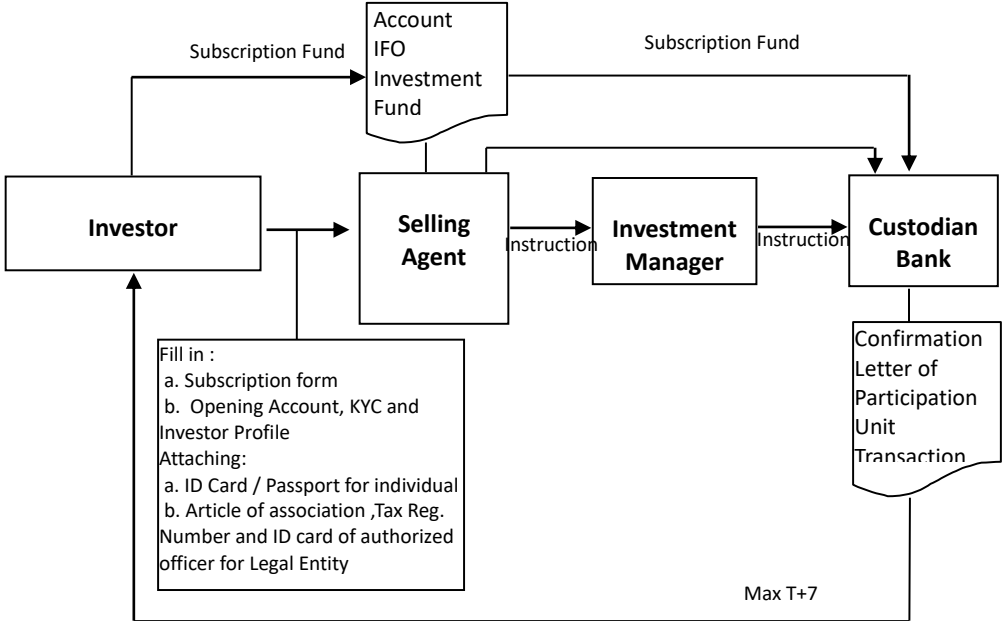 Subscription Fund
Account
IFO
Investment
Fund
Subscription Fund
Investor
Selling
Agent
Instruction
Investment
Manager
Instruction
Custodian
Bank
Fill in :
a. Subscription form
b. Opening Account, KYC and
Investor Profile
Attaching:
a. ID Card / Passport for individual
b. Article of association ,Tax Reg.
Number and ID card of authorized
officer for Legal Entity
Confirmation
Letter of
Participation
Unit
Transaction
Max T+7